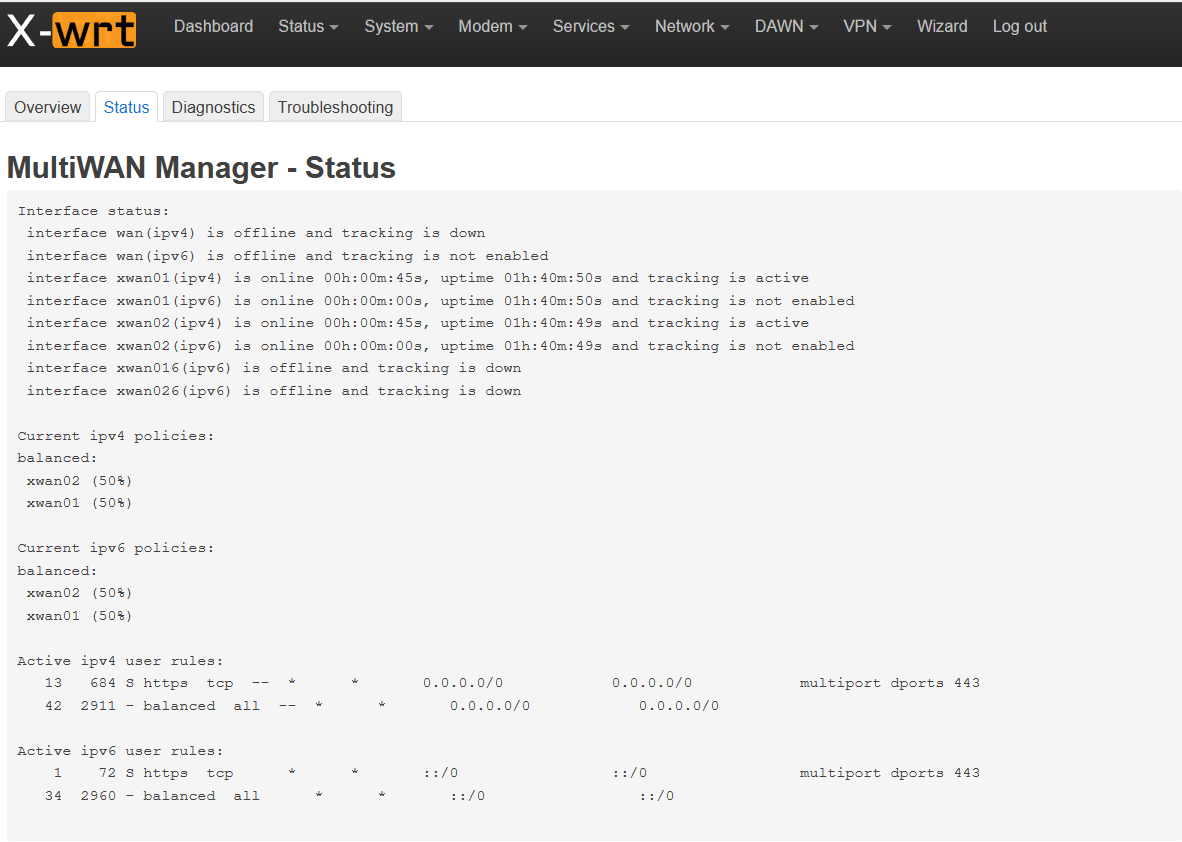 X-wrt Dashboard Status System Modem Services Network DAWN VPN Wizard Log out
Overview Status Diagnostics Troubleshooting
MultiWAN Manager - Status
Interface status:
interface wan(ipv4) is offline and tracking is down
interface wan(ipv6) is offline and tracking is not enabled
interface xwan01(ipv4) is online 00h:00m:45s, uptime 01h:40m:50s and tracking is active
interface xwan01(ipv6) is online 00h:00m:00s, uptime 01h:40m:50s and tracking is not enabled
interface xwan02(ipv4) is online 00h:00m:45s, uptime 01h:40m:49s and tracking is active
interface xwan02(ipv6) is online 00h:00m:00s, uptime 01h:40m:49s and tracking is not enabled
interface xwan016(ipv6) is offline and tracking is down
interface xwan026(ipv6) is offline and tracking is down
Current ipv4 policies:
balanced:
xwan02 (50%)
xwan01 (50%)
Current ipv6 policies:
balanced:
xwan02 (50%)
xwan01 (50%)
Active ipv4 user rules:
13 684 S https tcp -- * * 0.0.0.0/0 0.0.0.0/0 multiport dports 443
42 2911 - balanced all -- * * 0.0.0.0/0 0.0.0.0/0
Active ipv6 user rules:
1 72 S https tcp * * ::/0 ::/0 multiport dports 443
34 2960 - balanced all * * ::/0 ::/0